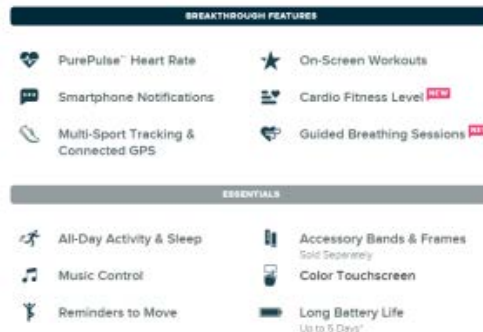 BREAKTHROUGH FEATURES
PurePulse™ Heart Rate
On-Screen Workouts
Smartphone Notifications
Cardio Fitness Level NEW
Multi-Sport Tracking &
Connected GPS
Guided Breathing Sessions NEW
ESSENTIALS
All-Day Activity & Sleep
Accessory Bands & Frames
Sold Separately
Music Control
Color Touchscreen
Reminders to Move
Long Battery Life
Up to 5 Days*